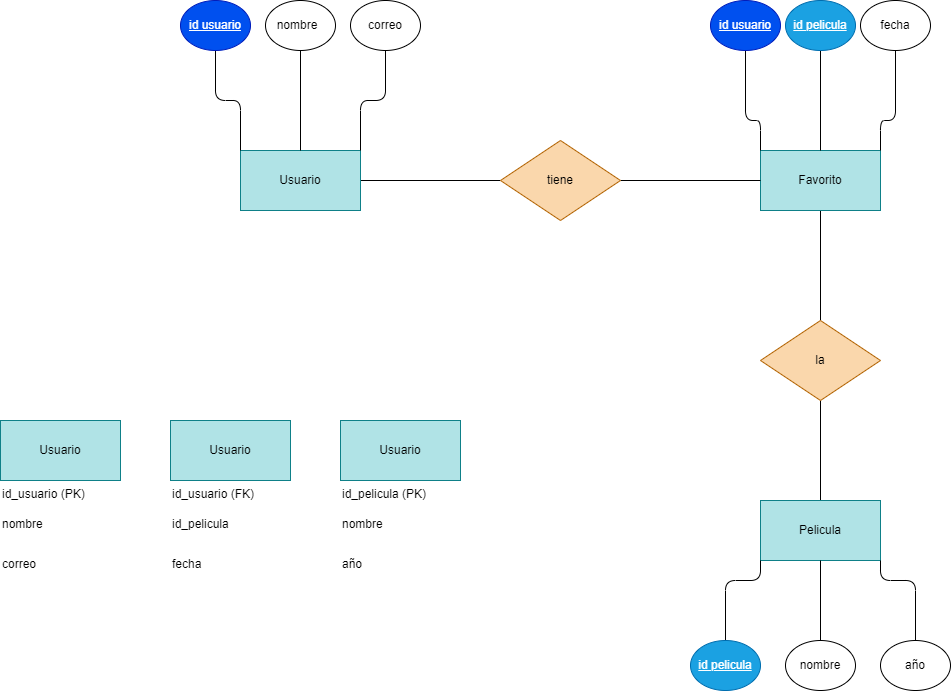 id usuario
nombre
correo
id usuario
id pelicula
fecha
Usuario
tiene
Favorito
la
Usuario
Usuario
Usuario
id_usuario (PK)
id_usuario (FK)
id_pelicula (PK)
nombre
id_pelicula
nombre
Pelicula
correo
fecha
año
id pelicula
nombre
año